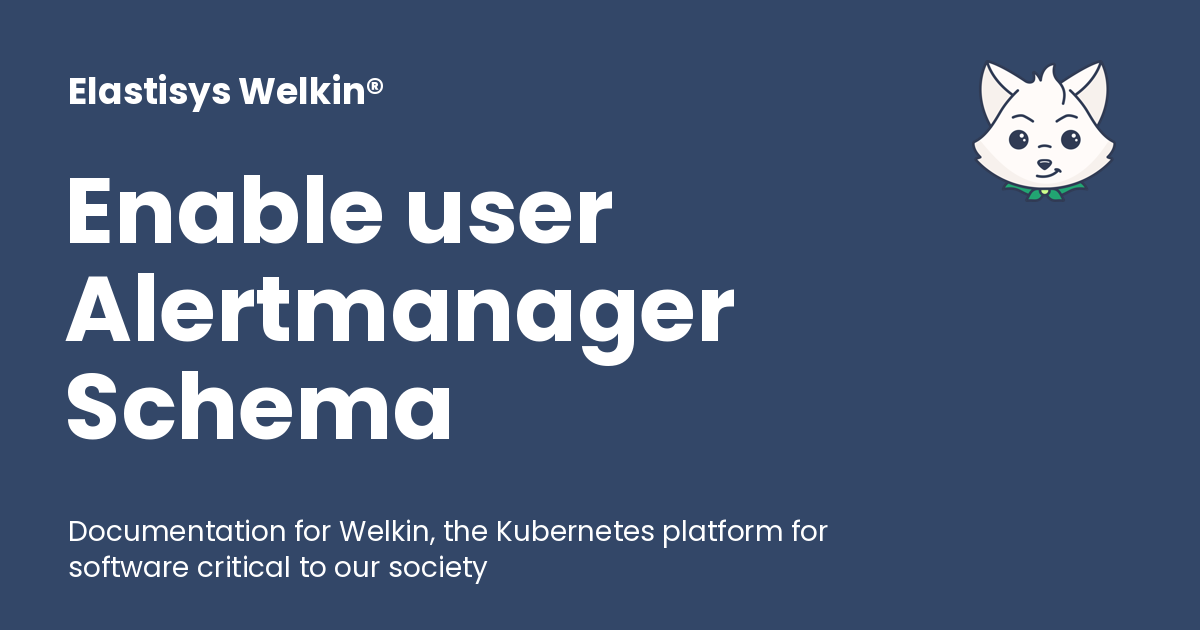 Elastisys Welkin®
Enable user
Alertmanager
Schema
Documentation for Welkin, the Kubernetes platform for
software critical to our society